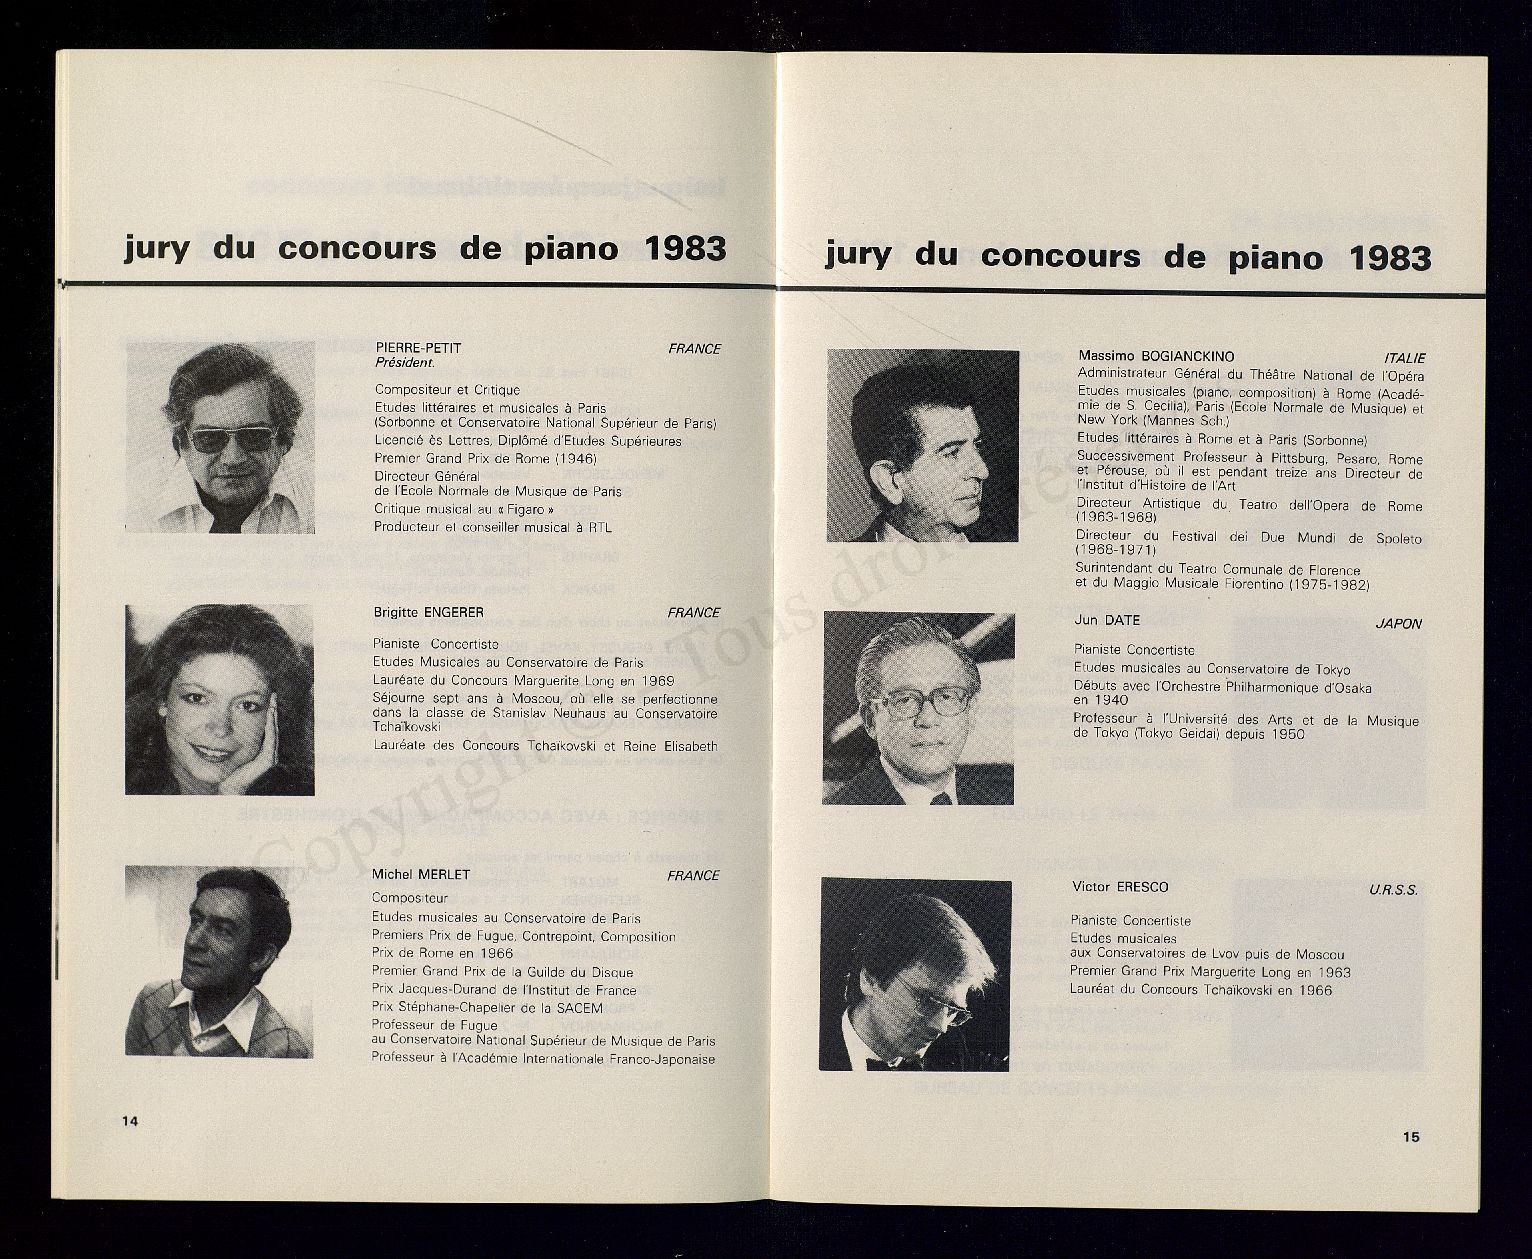 jury du concours de piano 1983
PIERRE-PETIT FRANCE
Président.
Compositeur et Critique
Etudes littéraires et musicales à Paris
(Sorbonne et Conservatoire National Supérieur de Paris)
Licencié ès Lettres, Diplômé d'Etudes Supérieures
Premier Grand Prix de Rome (1946)
Directeur Général
de l'Ecole Normale de Musique de Paris
Critique musical au « Figaro »
Producteur et conseiller musical à RTL
Brigitte ENGERER FRANCE
Pianiste Concertiste
Etudes Musicales au Conservatoire de Paris
Lauréate du Concours Marguerite Long en 1969
Séjourne sept ans à Moscou, où elle se perfectionne
dans la classe de Stanislav Neuhaus au Conservatoire
Tchaïkovski
Lauréate des Concours Tchaïkovski et Reine Elisabeth
Michel MERLET FRANCE
Compositeur
Etudes musicales au Conservatoire de Paris
Premiers Prix de Fugue, Contrepoint, Composition
Prix de Rome en 1966
Premier Grand Prix de la Guilde du Disque
Prix Jacques-Durand de l'Institut de France
Prix Stéphane-Chapelier de la SACEM
Professeur de Fugue
au Conservatoire National Supérieur de Musique de Paris
Professeur à l'Académie Internationale Franco-Japonaise
14
jury du concours de piano 1983
Massimo BOGIANCKINO ITALIE
Administrateur Général du Théâtre National de l'Opéra
Etudes musicales (piano, composition) à Rome (Acadé-
mie de S. Cecilia), Paris (Ecole Normale de Musique) et
New York (Mannes Sch.)
Etudes littéraires à Rome et à Paris (Sorbonne)
Successivement Professeur à Pittsburg, Pesaro, Rome
et Pérouse, où il est pendant treize ans Directeur de
l'Institut d'Histoire de l'Art
Directeur Artistique du Teatro dell'Opera de Rome
(1963-1968)
Directeur du Festival dei Due Mundi de Spoleto
(1968-1971)
Surintendant du Teatro Comunale de Florence
et du Maggio Musicale Fiorentino (1975-1982)
Jun DATE JAPON
Pianiste Concertiste
Etudes musicales au Conservatoire de Tokyo
Débuts avec l'Orchestre Philharmonique d'Osaka
en 1940
Professeur à l'Université des Arts et de la Musique
de Tokyo (Tokyo Geidai) depuis 1950
Victor ERESCO U.R.S.S.
Pianiste Concertiste
Etudes musicales
aux Conservatoires de Lvov puis de Moscou
Premier Grand Prix Marguerite Long en 1963
Lauréat du Concours Tchaïkovski en 1966
15
Copyright © Tous droits